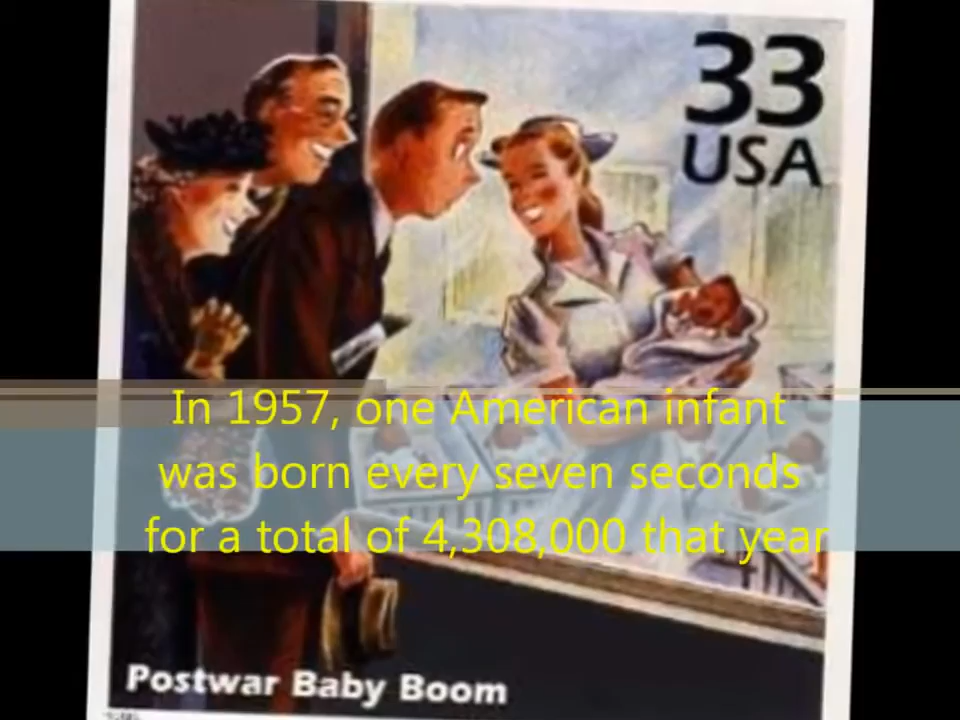 33
USA
In 1957, one American infant
was born every seven seconds
for a total of 4,308,000 that year
Postwar Baby Boom